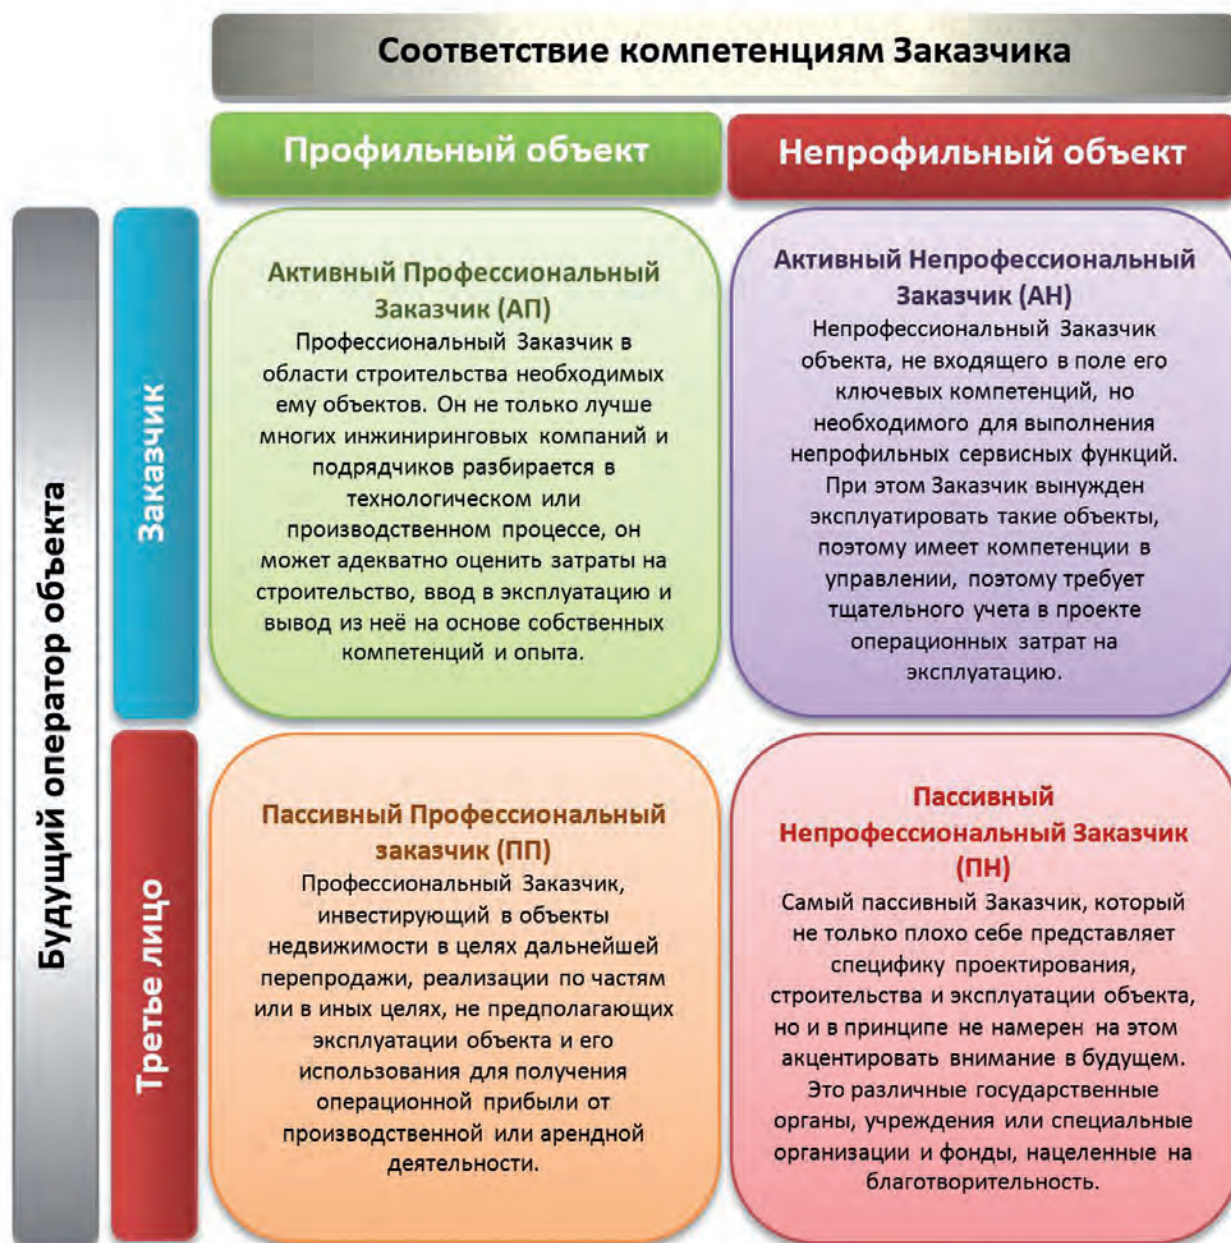 Соответствие компетенциям Заказчика
Профильный объект
Непрофильный объект
Будущий оператор объекта
Заказчик
Активный Профессиональный
Заказчик (АП)
Профессиональный Заказчик в
области строительства необходимых
ему объектов. Он не только лучше
многих инжиниринговых компаний и
подрядчиков разбирается в
технологическом или
производственном процессе, он
может адекватно оценить затраты на
строительство, ввод в эксплуатацию и
вывод из неё на основе собственных
компетенций и опыта.
Активный Непрофессиональный
Заказчик (АН)
Непрофессиональный Заказчик
объекта, не входящего в поле его
ключевых компетенций, но
необходимого для выполнения
непрофильных сервисных функций.
При этом Заказчик вынужден
эксплуатировать такие объекты,
поэтому имеет компетенции в
управлении, поэтому требует
тщательного учета в проекте
операционных затрат на
эксплуатацию.
Третье лицо
Пассивный Профессиональный
заказчик (ПП)
Профессиональный Заказчик,
инвестирующий в объекты
недвижимости в целях дальнейшей
перепродажи, реализации по частям
или в иных целях, не предполагающих
эксплуатации объекта и его
использования для получения
операционной прибыли от
производственной или арендной
деятельности.
Пассивный
Непрофессиональный Заказчик
(ПН)
Самый пассивный Заказчик, который
не только плохо себе представляет
специфику проектирования,
строительства и эксплуатации объекта,
но и в принципе не намерен на этом
акцентировать внимание в будущем.
Это различные государственные
органы, учреждения или специальные
организации и фонды, нацеленные на
благотворительность.